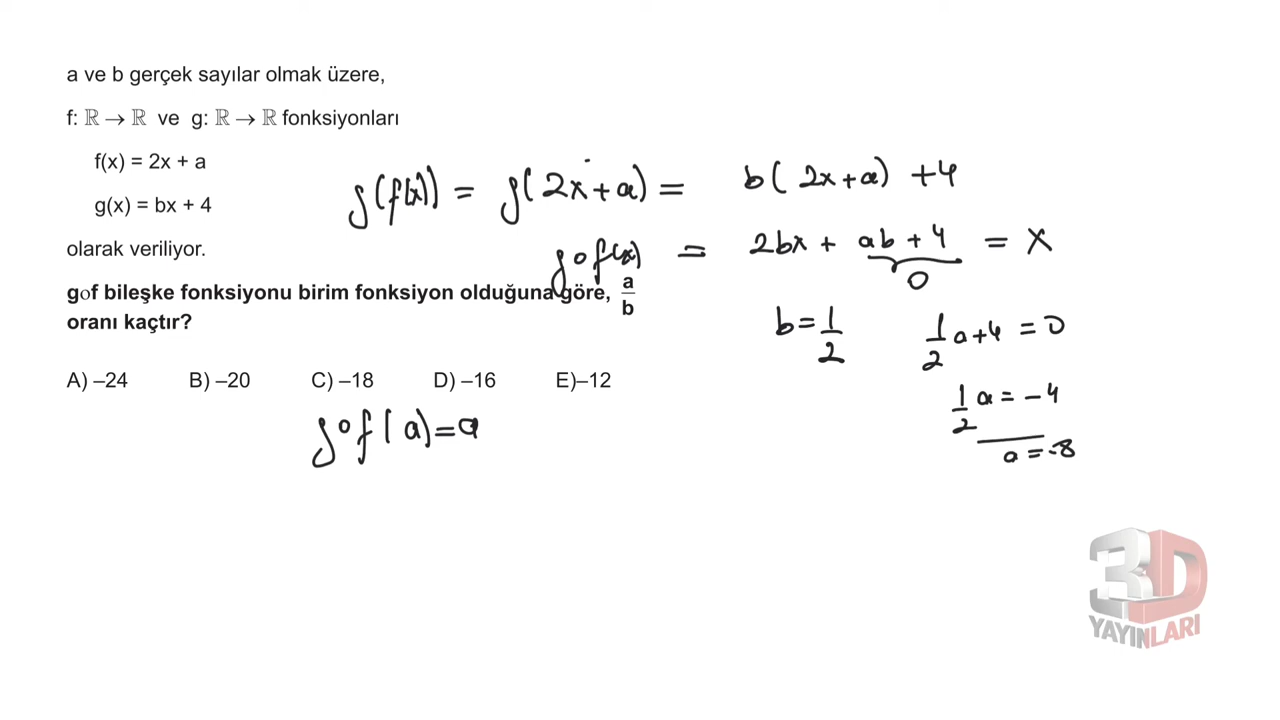 a ve b gerçek sayılar olmak üzere,
f: ℝ → ℝ ve g: ℝ → ℝ fonksiyonları
f(x) = 2x + a
g(x) = bx + 4
olarak veriliyor.
gof bileşke fonksiyonu birim fonksiyon olduğuna göre, a/b
oranı kaçtır?
A) –24 B) –20 C) –18 D) –16 E)–12
g(f(x)) = g(2x+a) = b(2x+a) +4
gof(x) = 2bx + ab + 4 = x
0
b = 1/2
1/2 a+4 = 0
1/2 a = -4
a = -8
gof(a)=a
3D
YAYINLARI